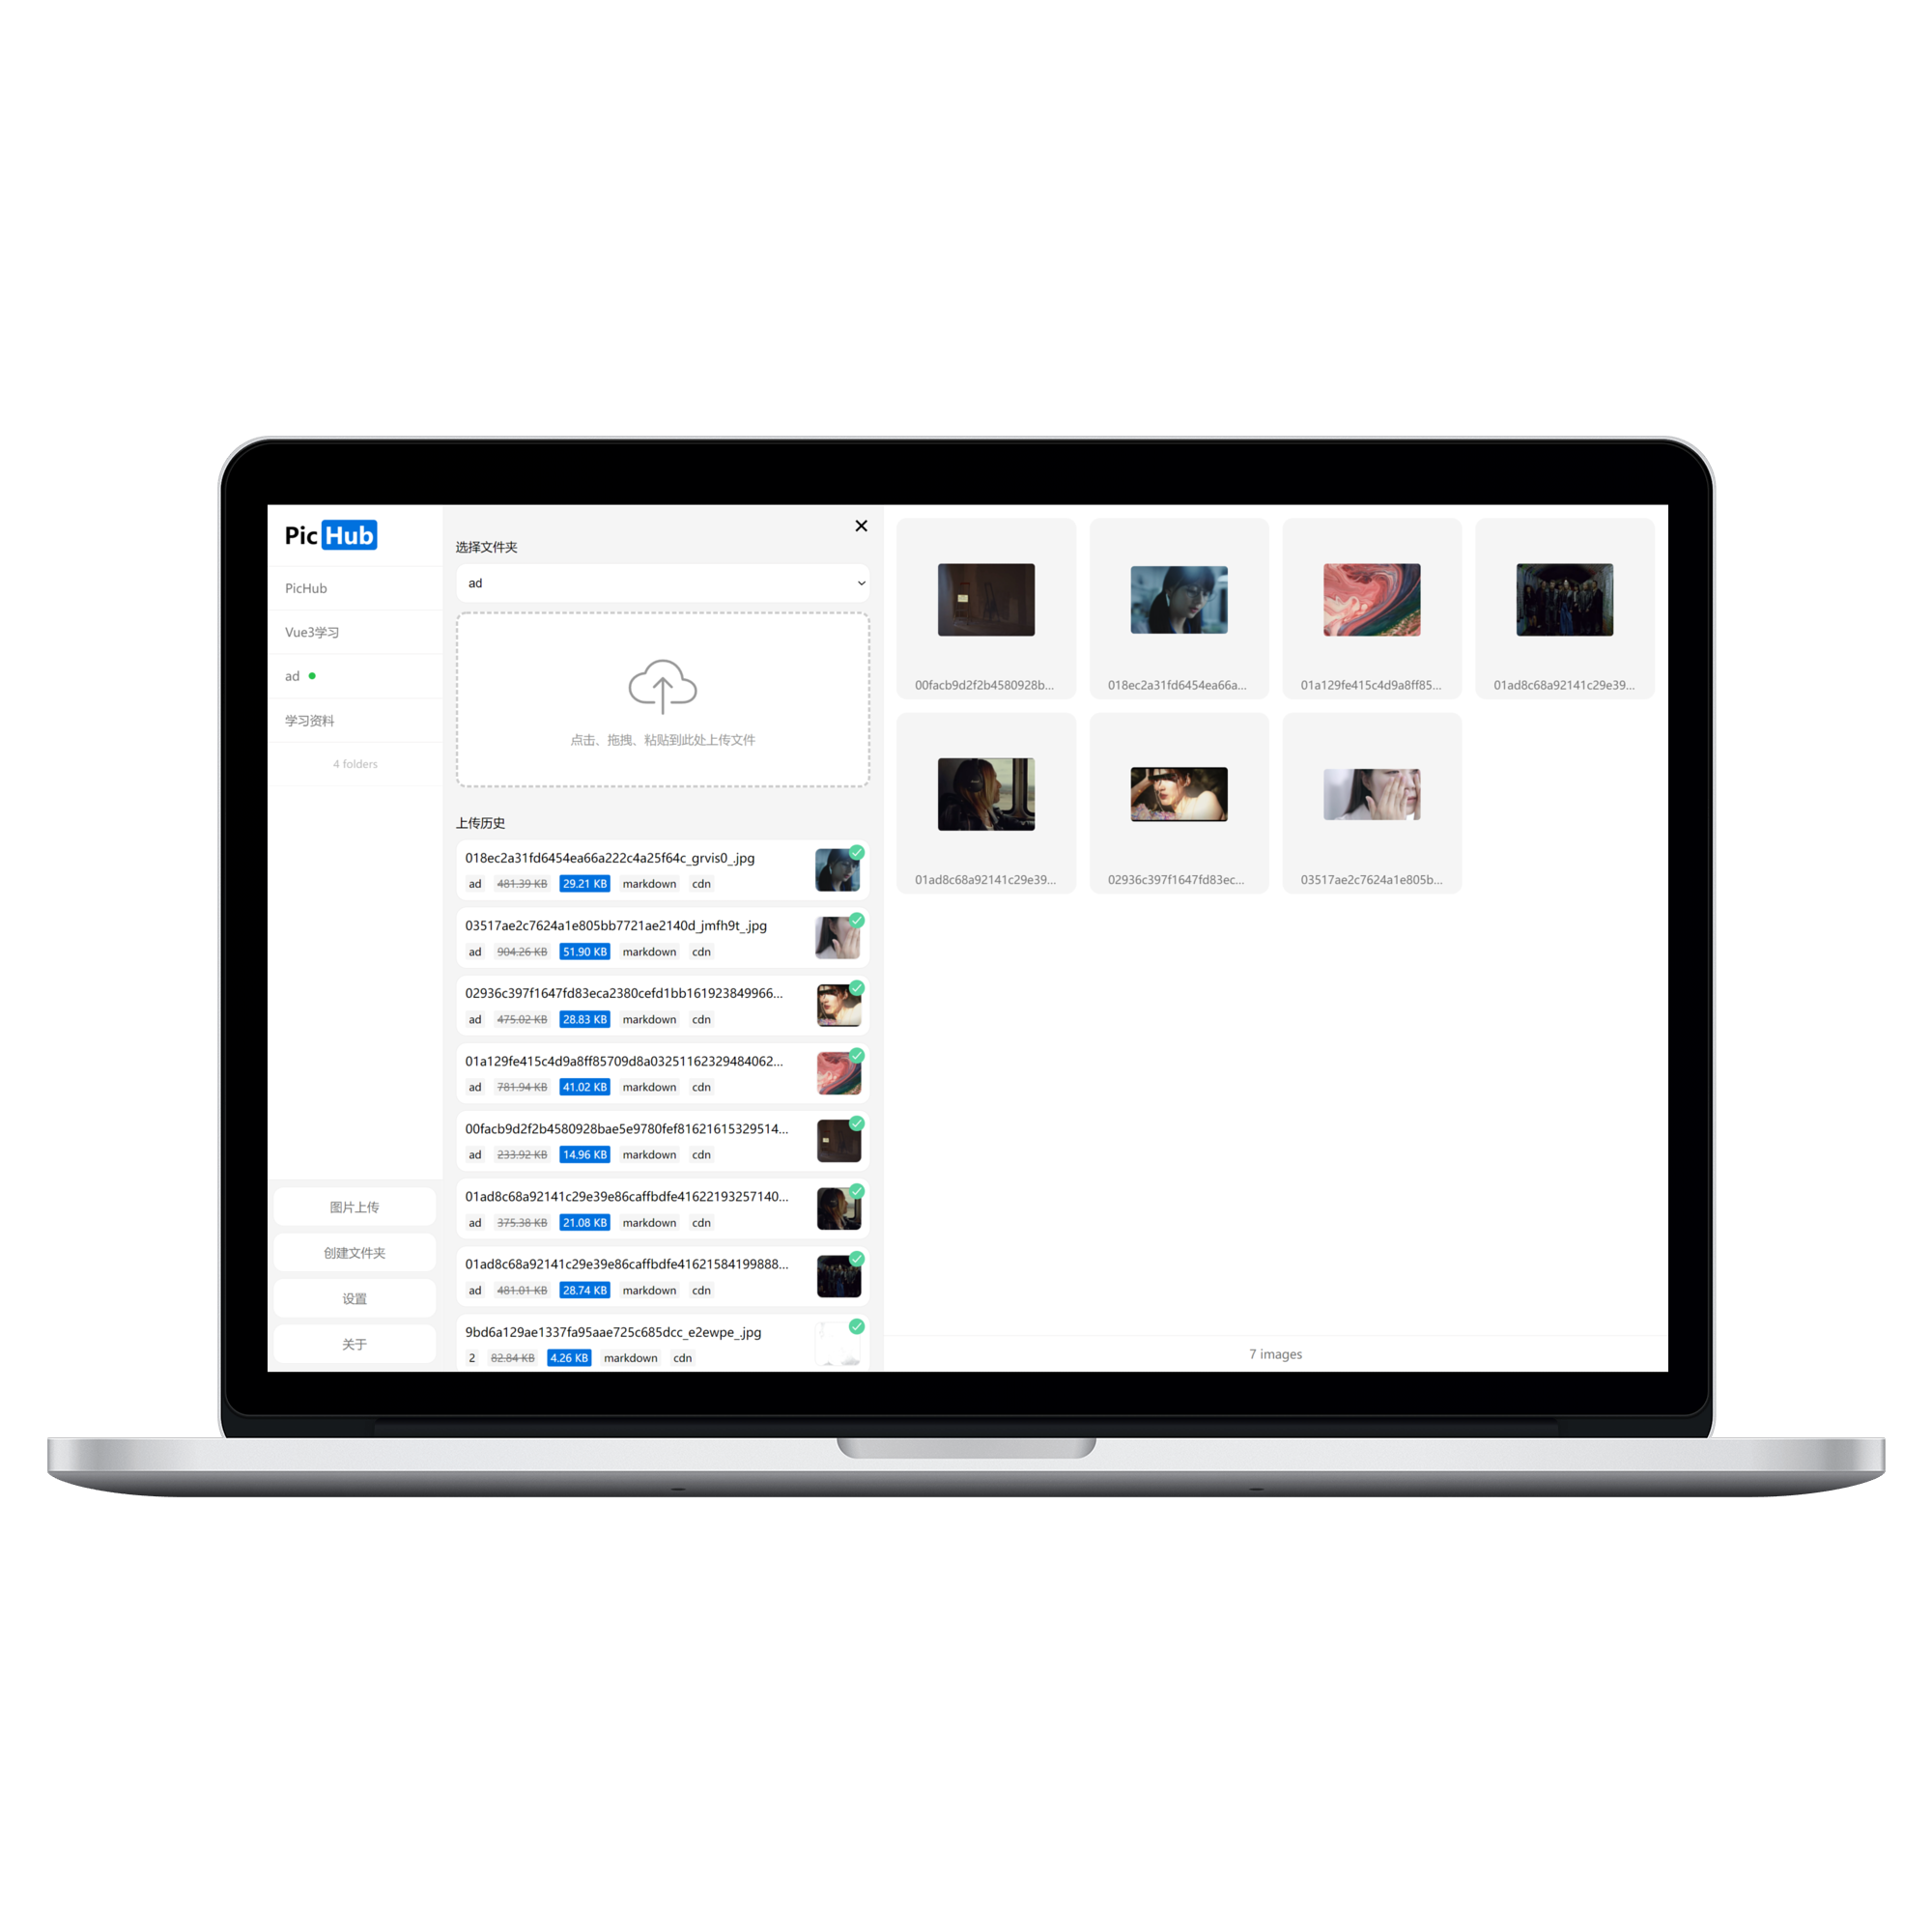 Pic Hub
PicHub
Vue3学习
ad
学习资料
4 folders
图片上传
创建文件夹
设置
关于
选择文件夹
ad
点击、拖拽、粘贴到此处上传文件
上传历史
018ec2a31fd6454ea66a222c4a25f64c_grvis0_.jpg
ad 481.39 KB 29.21 KB markdown cdn
03517ae2c7624a1e805bb7721ae2140d_jmfh9t_.jpg
ad 904.26 KB 51.90 KB markdown cdn
02936c397f1647fd83eca2380cefd1bb161923849966...
ad 475.02 KB 28.83 KB markdown cdn
01a129fe415c4d9a8ff85709d8a03251162329484062...
ad 781.94 KB 41.02 KB markdown cdn
00facb9d2f2b4580928bae5e9780fef81621615329514...
ad 233.92 KB 14.96 KB markdown cdn
01ad8c68a92141c29e39e86caffbdfe41622193257140...
ad 375.38 KB 21.08 KB markdown cdn
01ad8c68a92141c29e39e86caffbdfe41621584199888...
ad 481.01 KB 28.74 KB markdown cdn
9bd6a129ae1337fa95aae725c685dcc_e2ewpe_.jpg
2 82.84 KB 4.26 KB markdown cdn
00facb9d2f2b4580928b...
018ec2a31fd6454ea66a...
01a129fe415c4d9a8ff85...
01ad8c68a92141c29e39...
01ad8c68a92141c29e39...
02936c397f1647fd83ec...
03517ae2c7624a1e805b...
7 images